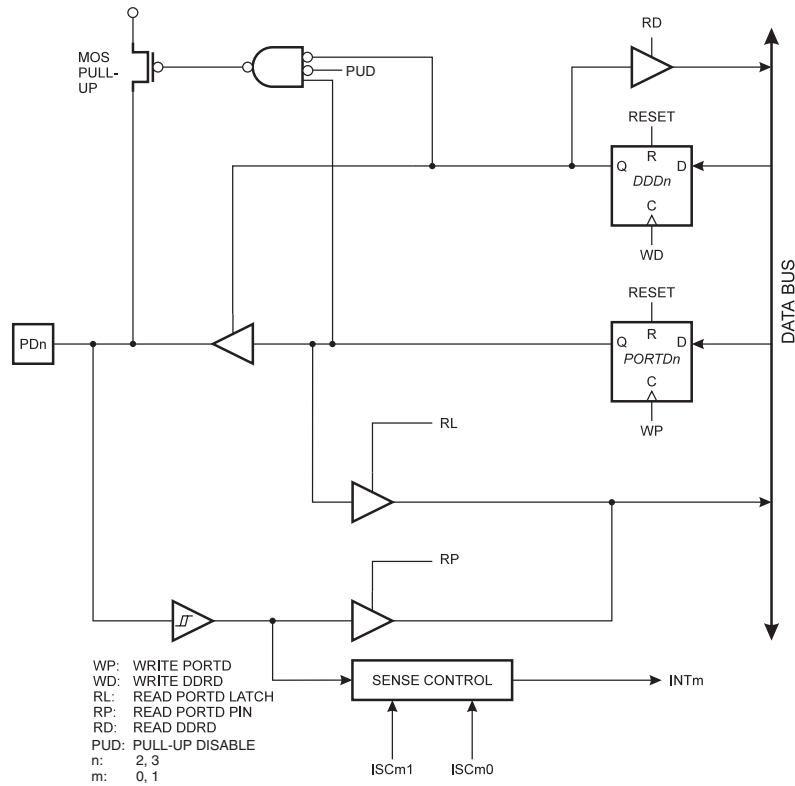 RD
MOS
PULL-
UP
PUD
RESET
R
Q
D
DDDn
C
WD
DATA BUS
RESET
R
PDn
Q
D
PORTDn
C
WP
RL
RP
WP: WRITE PORTD
WD: WRITE DDRD
RL: READ PORTD LATCH
RP: READ PORTD PIN
RD: READ DDRD
PUD: PULL-UP DISABLE
n: 2, 3
m: 0, 1
SENSE CONTROL
INTm
ISCm1
ISCm0